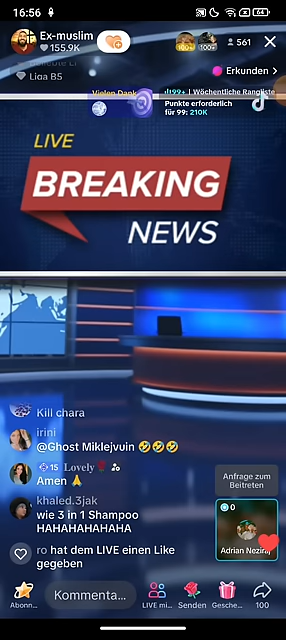 16:56
64
Ex-muslim
155.9K
561
Liga B5
Erkunden >
Vielen Dank
99+ | Wöchentliche Rangliste
Punkte erforderlich
für 99: 210K
LIVE
BREAKING
NEWS
Kill chara
irini
@Ghost Miklejvuin 🤣🤣🤣
15 Lovely🌹
Amen 🙏
khaled.3jak
wie 3 in 1 Shampoo
HAHAHAHAHAHA
ro hat dem LIVE einen Like
gegeben
Anfrage zum
Beitreten
0
Adrian Neziraj
Abonn...
Kommenta...
LIVE mi...
Senden
Gesche...
100